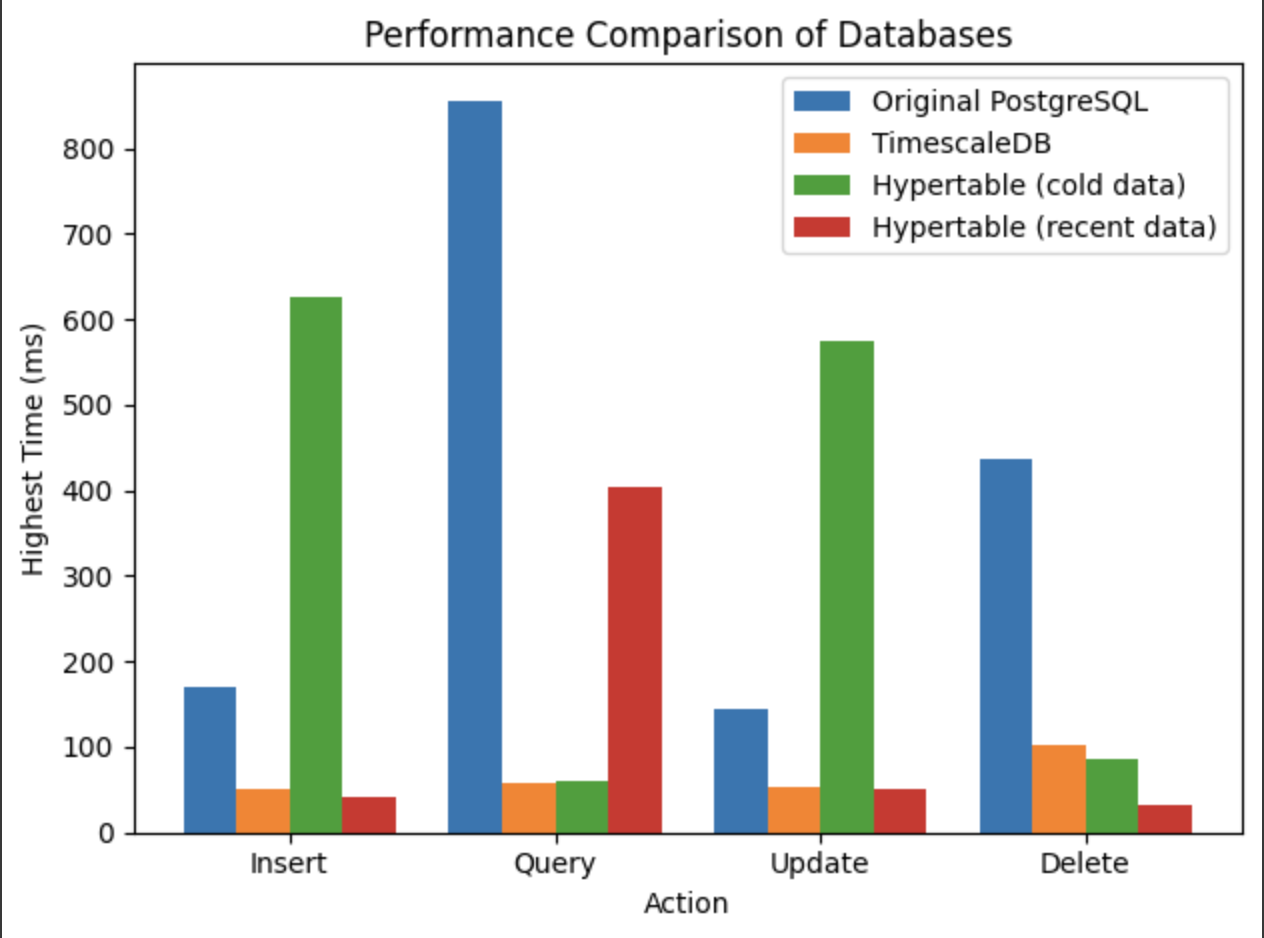 Performance Comparison of Databases
Original PostgreSQL
TimescaleDB
Hypertable (cold data)
Hypertable (recent data)
Highest Time (ms)
800
700
600
500
400
300
200
100
0
Insert
Query
Update
Delete
Action